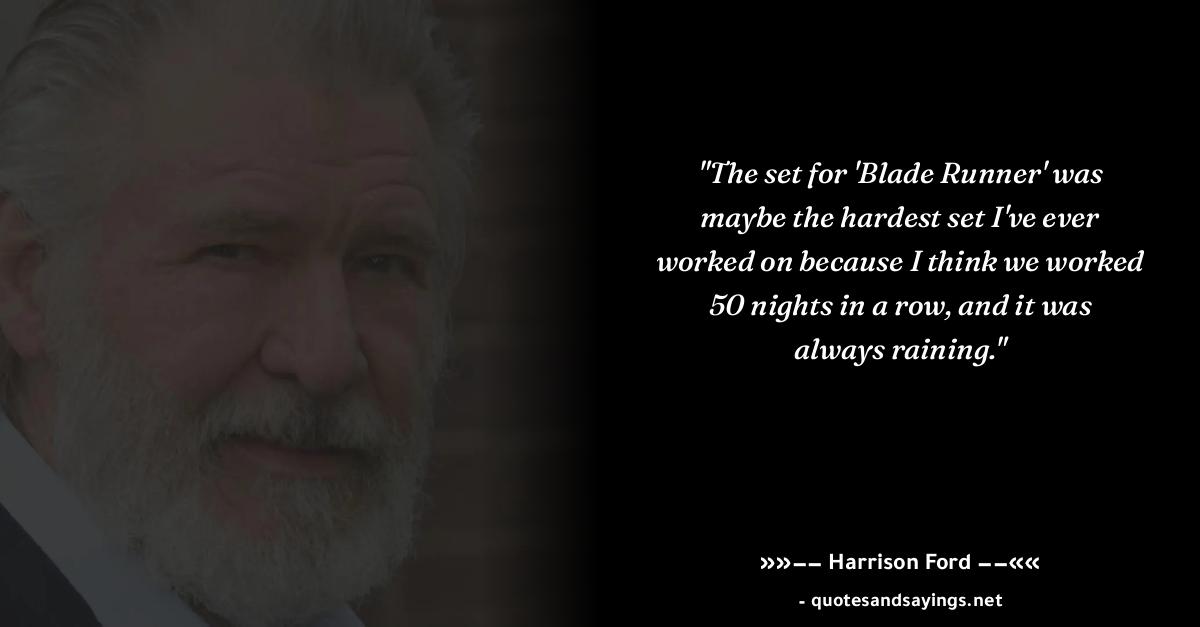 "The set for 'Blade Runner' was
maybe the hardest set I've ever
worked on because I think we worked
50 nights in a row, and it was
always raining."
»»–– Harrison Ford ––««
- quotesandsayings.net